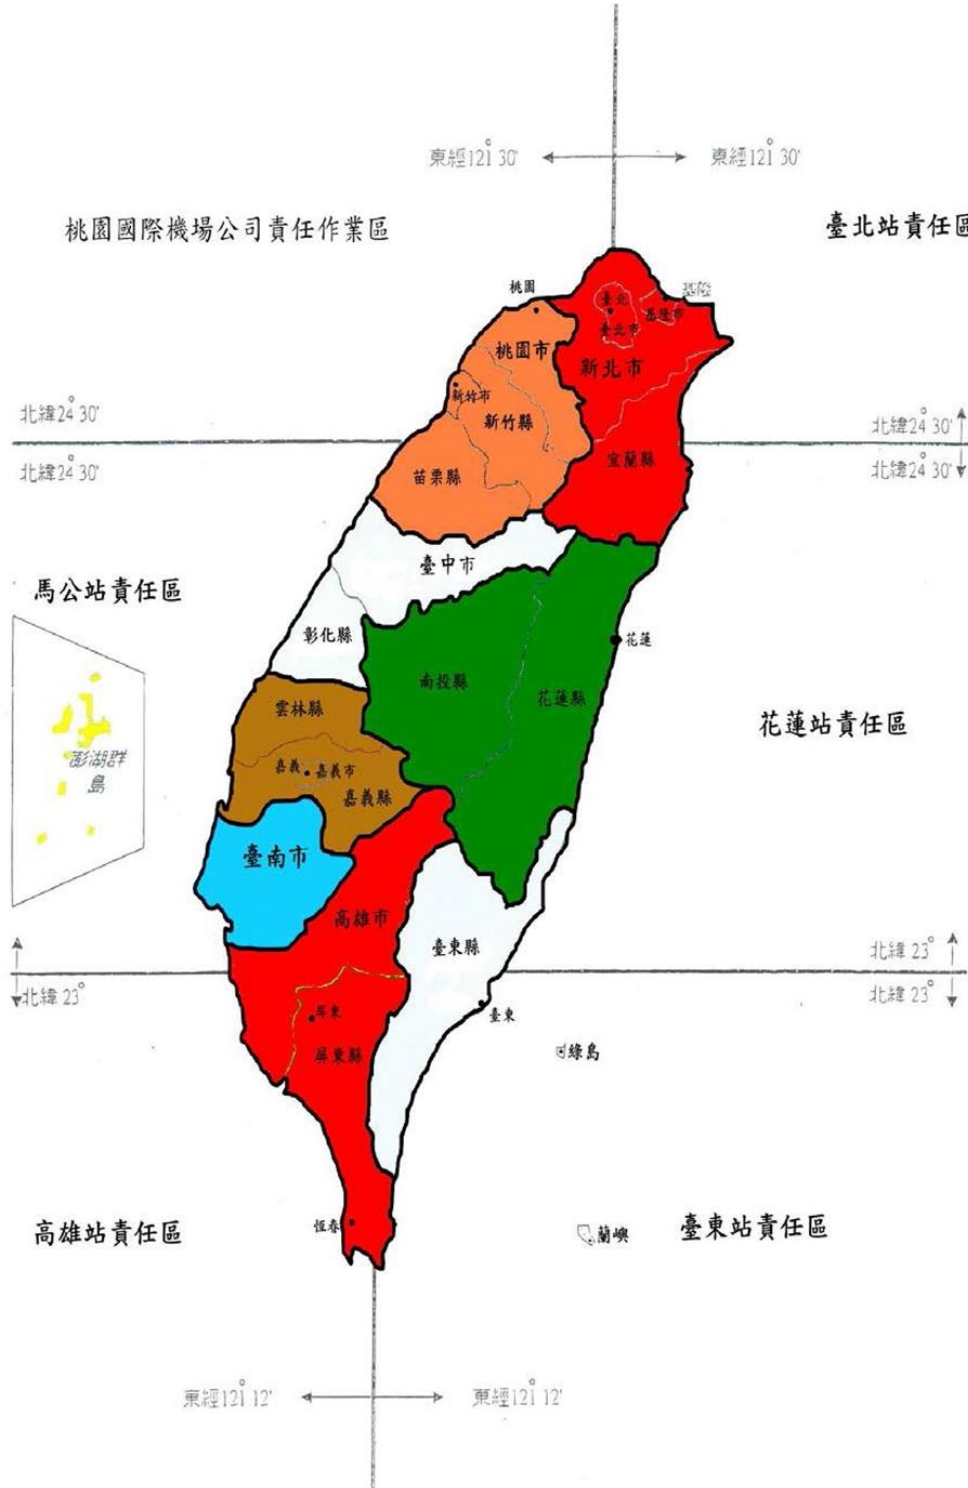 東經121°30'
東經121°30'
桃園國際機場公司責任作業區
臺北站責任區
桃園
基隆
臺北
基隆市
臺北市
桃園市
新北市
新竹市
北緯24°30'
新竹縣
北緯24°30'
北緯24°30'
苗栗縣
宜蘭縣
北緯24°30'
臺中市
馬公站責任區
彰化縣
花蓮
南投縣
花蓮縣
雲林縣
花蓮站責任區
澎湖群
島
嘉義
嘉義市
嘉義縣
臺南市
高雄市
臺東縣
北緯 23°
北緯 23°
北緯 23°
屏東
臺東
屏東縣
綠島
高雄站責任區
恆春
蘭嶼
臺東站責任區
東經121°12'
東經121°12'